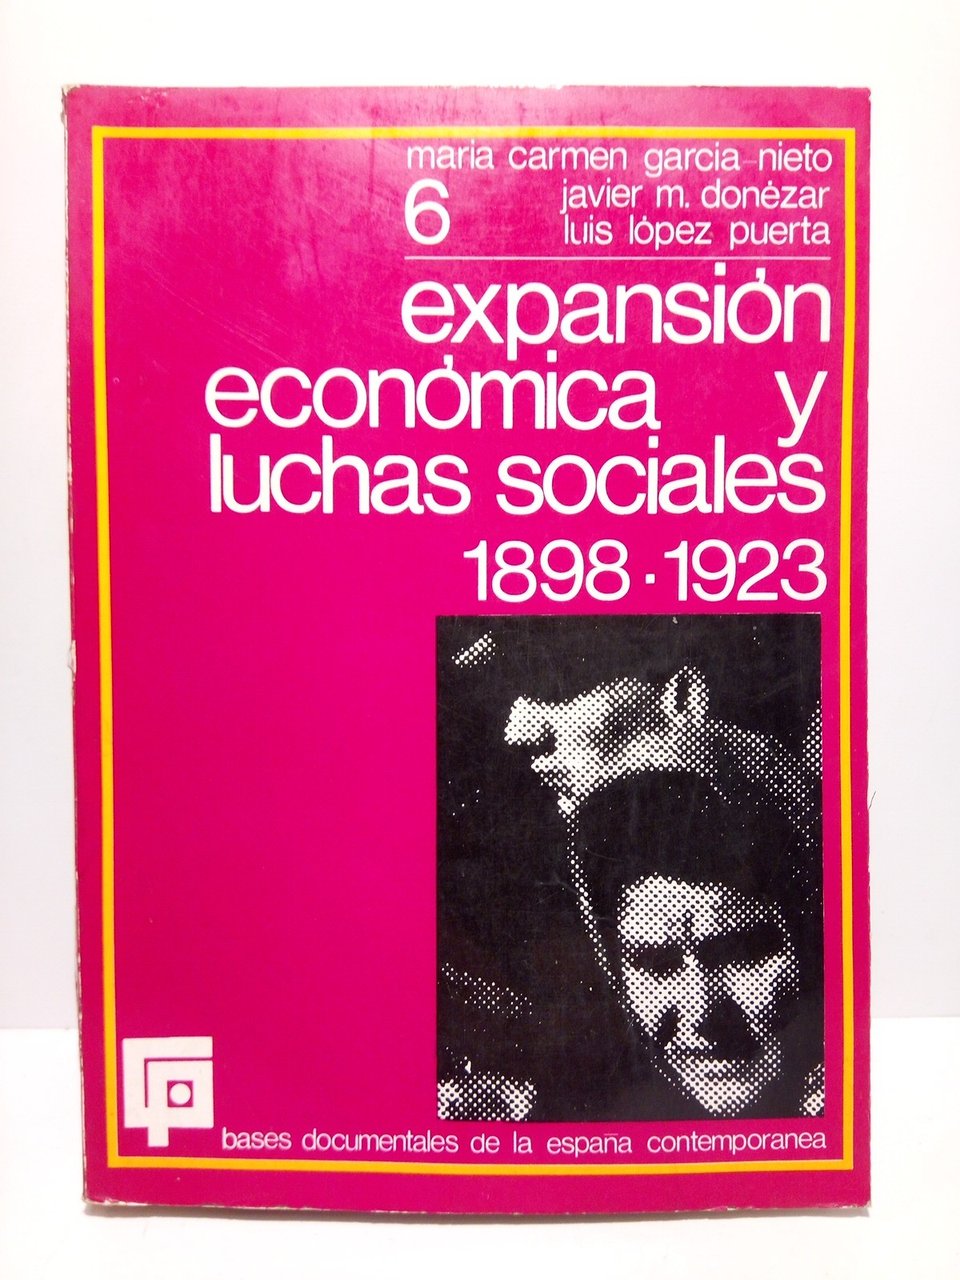 maria carmen garcia-nieto
javier m. donézar
6
luis lópez puerta
expansión
económica y
luchas sociales
1898·1923
bases documentales de la españa contemporanea